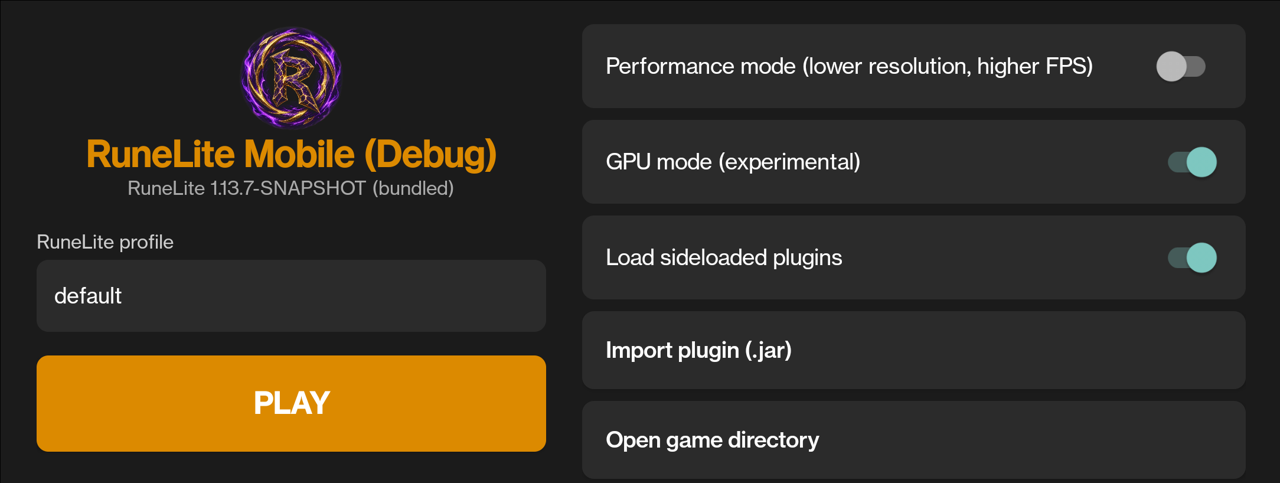 RuneLite Mobile (Debug)
RuneLite 1.13.7-SNAPSHOT (bundled)
RuneLite profile
default
PLAY
Performance mode (lower resolution, higher FPS)
GPU mode (experimental)
Load sideloaded plugins
Import plugin (.jar)
Open game directory